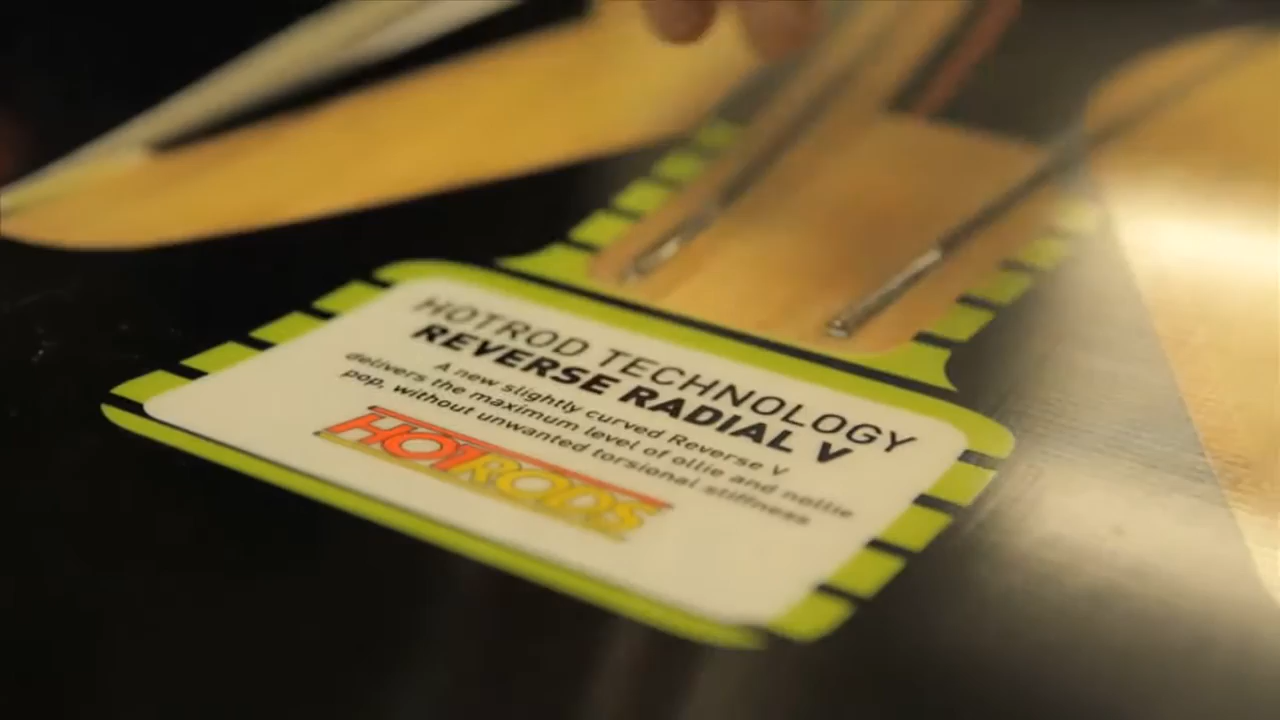 HOTROD TECHNOLOGY
REVERSE RADIAL V
A new slightly curved Reverse V
delivers the maximum level of ollie and nollie
pop, without unwanted torsional stiffness
HOTRODS